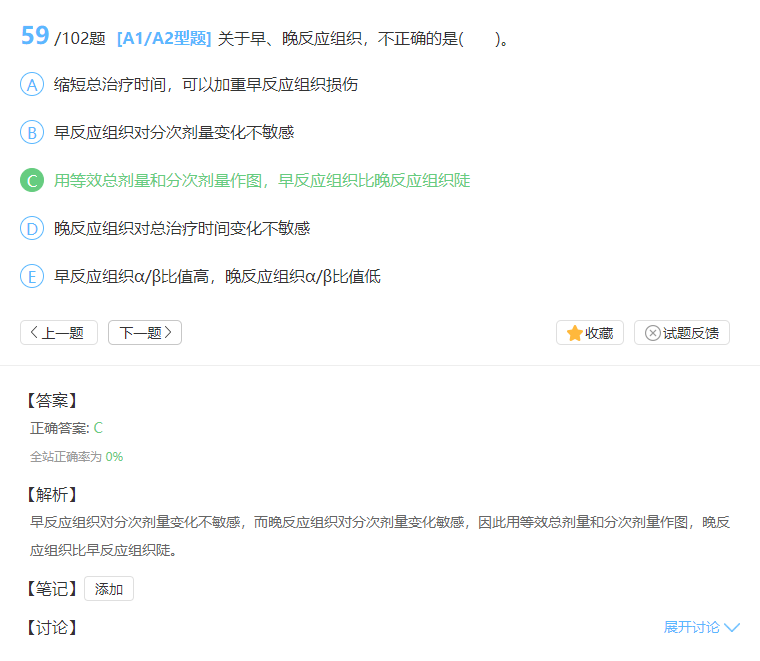 59 /102题 [A1/A2型题] 关于早、晚反应组织，不正确的是(　　)。
A 缩短总治疗时间，可以加重早反应组织损伤
B 早反应组织对分次剂量变化不敏感
C 用等效总剂量和分次剂量作图，早反应组织比晚反应组织陡
D 晚反应组织对总治疗时间变化不敏感
E 早反应组织α/β比值高，晚反应组织α/β比值低
上一题 下一题 收藏 试题反馈
【答案】
正确答案: C
全站正确率为 0%
【解析】
早反应组织对分次剂量变化不敏感，而晚反应组织对分次剂量变化敏感，因此用等效总剂量和分次剂量作图，晚反
应组织比早反应组织陡。
【笔记】 添加
【讨论】 展开讨论